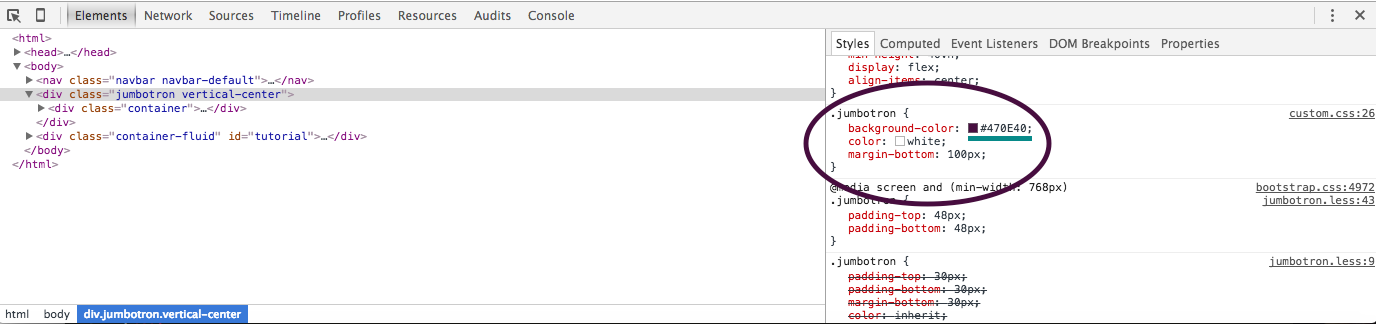 Elements Network Sources Timeline Profiles Resources Audits Console
<html>
▶<head>…</head>
▼<body>
▶<nav class="navbar navbar-default">…</nav>
▼<div class="jumbotron vertical-center">
▶<div class="container">…</div>
</div>
▶<div class="container-fluid" id="tutorial">…</div>
</body>
</html>
html body div.jumbotron.vertical-center
Styles Computed Event Listeners DOM Breakpoints Properties
display: flex;
align-items: center;
}
.jumbotron { custom.css:26
background-color: #470E40;
color: white;
margin-bottom: 100px;
}
@media screen and (min-width: 768px) bootstrap.css:4972
.jumbotron { jumbotron.less:43
padding-top: 48px;
padding-bottom: 48px;
}
.jumbotron { jumbotron.less:9
padding-top: 30px;
padding-bottom: 30px;
margin-bottom: 30px;
color: inherit;